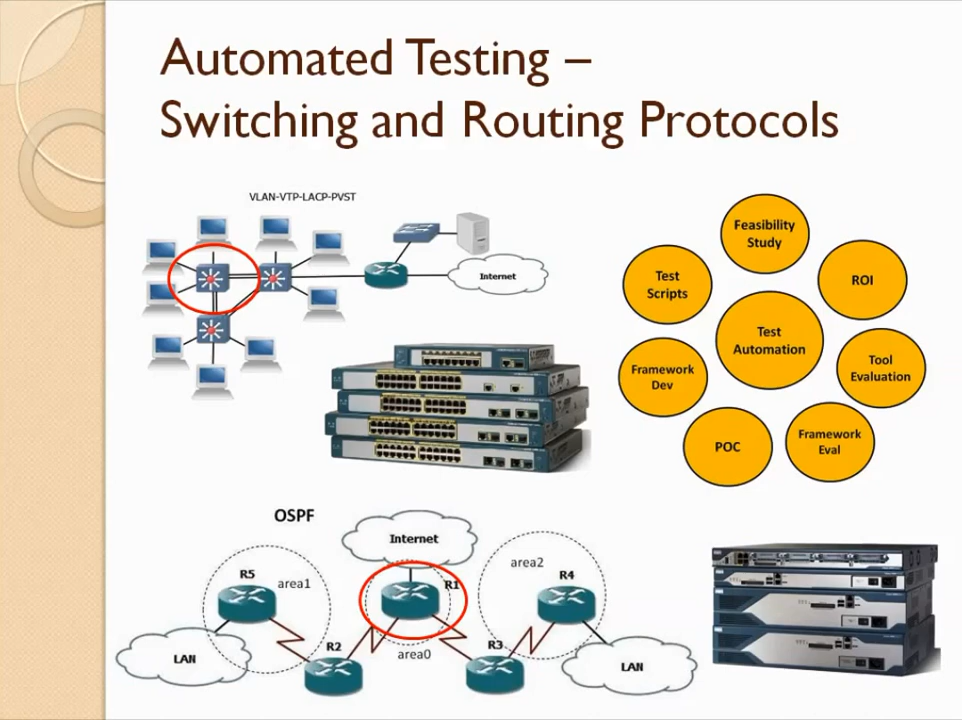 Automated Testing –
Switching and Routing Protocols
VLAN-VTP-LACP-PVST
Internet
Feasibility
Study
Test
Scripts
ROI
Test
Automation
Framework
Dev
Tool
Evaluation
POC
Framework
Eval
OSPF
Internet
R5
area1
R1
area2
R4
LAN
R2
area0
R3
LAN